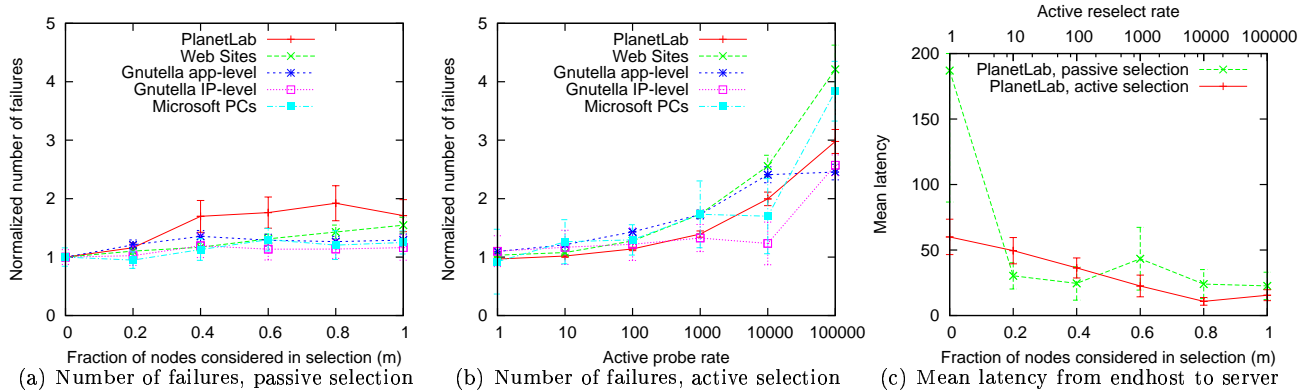 5
4
3
2
1
0
Normalized number of failures
PlanetLab
Web Sites
Gnutella app-level
Gnutella IP-level
Microsoft PCs
0 0.2 0.4 0.6 0.8 1
Fraction of nodes considered in selection (m)
(a) Number of failures, passive selection
5
4
3
2
1
0
Normalized number of failures
PlanetLab
Web Sites
Gnutella app-level
Gnutella IP-level
Microsoft PCs
1 10 100 1000 10000 100000
Active probe rate
(b) Number of failures, active selection
Active reselect rate
1 10 100 1000 10000 100000
200
150
100
50
0
Mean latency
PlanetLab, passive selection
PlanetLab, active selection
0 0.2 0.4 0.6 0.8 1
Fraction of nodes considered in selection (m)
(c) Mean latency from endhost to server